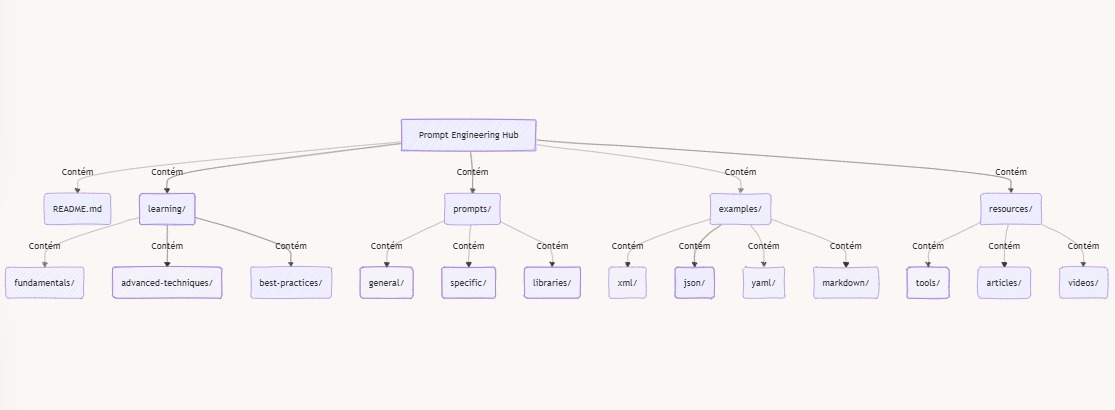 Prompt Engineering Hub
Contém
Contém
Contém
Contém
Contém
README.md
learning/
prompts/
examples/
resources/
Contém
Contém
Contém
Contém
Contém
Contém
Contém
Contém
Contém
Contém
Contém
Contém
Contém
fundamentals/
advanced-techniques/
best-practices/
general/
specific/
libraries/
xml/
json/
yaml/
markdown/
tools/
articles/
videos/